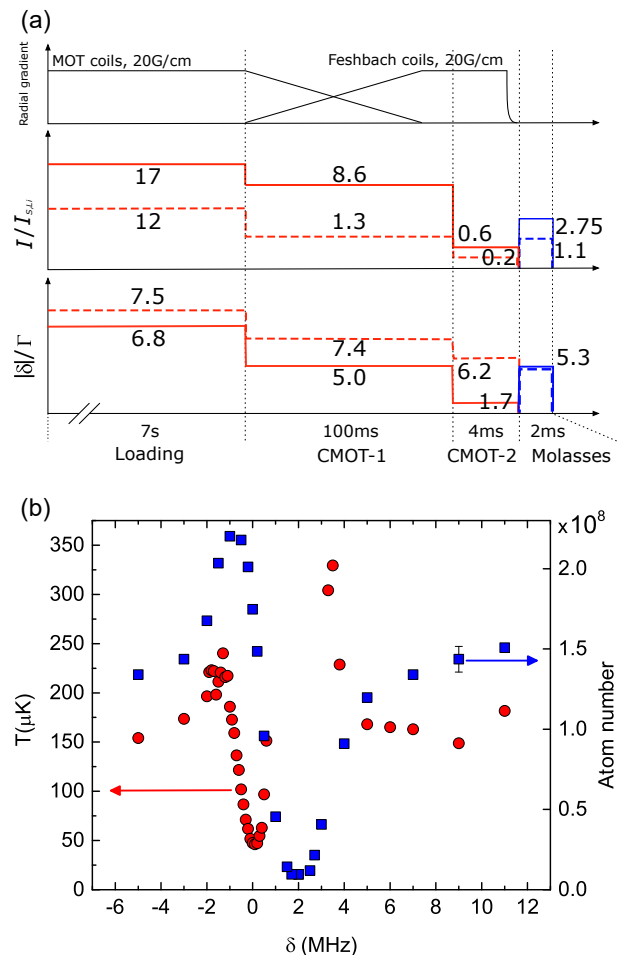 (a)
MOT coils, 20G/cm Feshbach coils, 20G/cm
Radial gradient
17 8.6
12 1.3 0.6 2.75
0.2 1.1
I/I_{s,Li}
7.5
6.8 7.4 6.2 5.3
5.0 1.7
|δ|/Γ
7s 100ms 4ms 2ms
Loading CMOT-1 CMOT-2 Molasses
(b)
×10^8
350
300
250
200
150
100
50
0
T(μK)
2.0
1.5
1.0
0.5
0.0
Atom number
-6 -4 -2 0 2 4 6 8 10 12
δ (MHz)